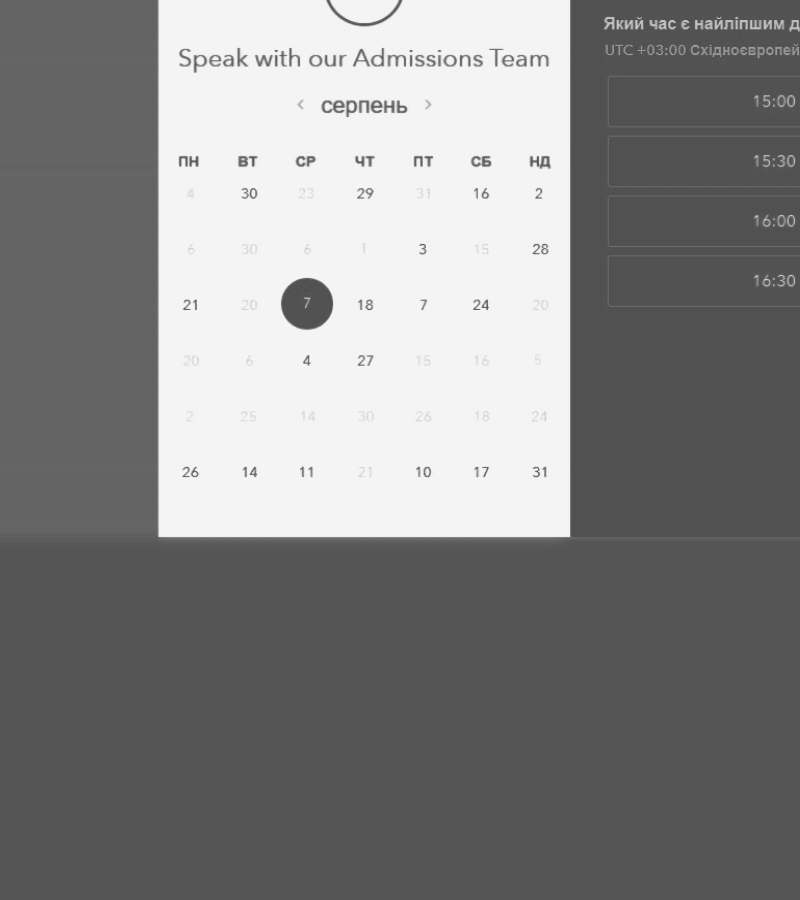 Speak with our Admissions Team
серпень
ПН ВТ СР ЧТ ПТ СБ НД
4 30 23 29 31 16 2
6 30 6 1 3 15 28
21 20 7 18 7 24 20
20 6 4 27 15 16 5
2 25 14 30 26 18 24
26 14 11 21 10 17 31
Який час є найліпшим
UTC +03:00
15:00
15:30
16:00
16:30